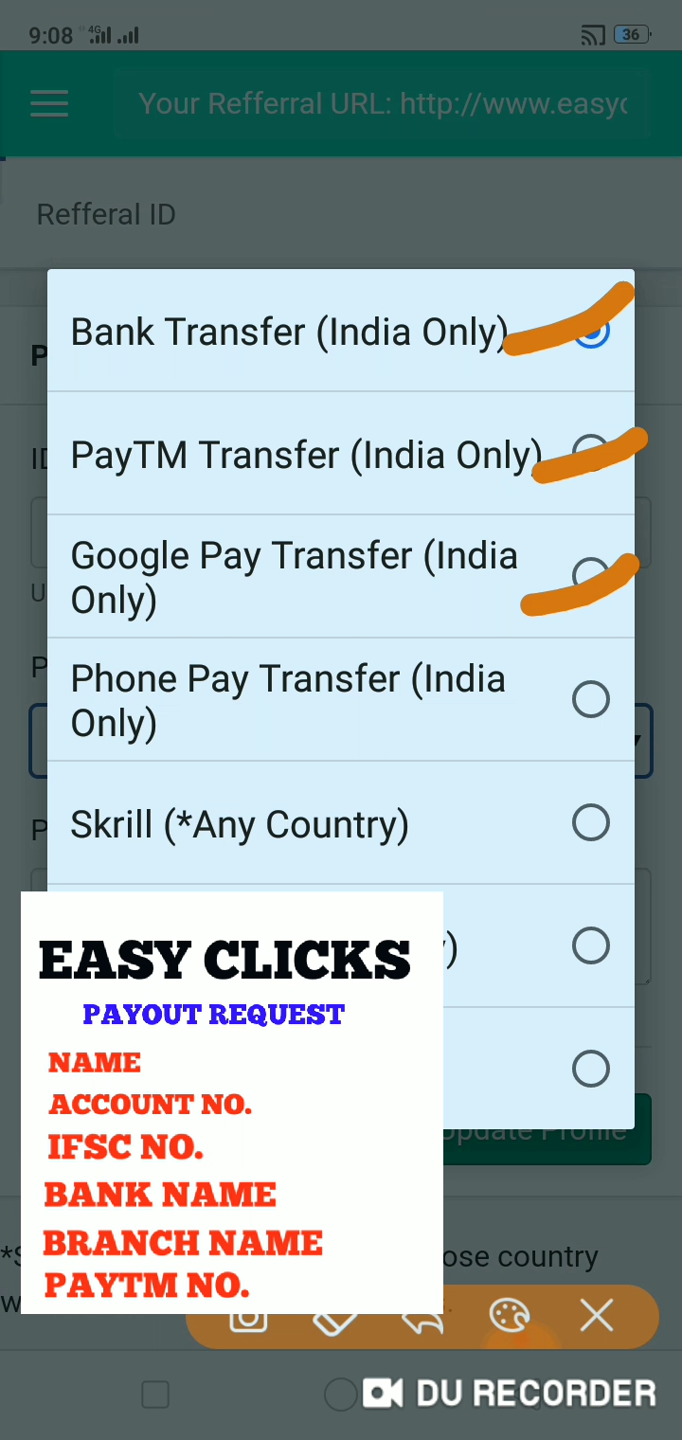 9:08 4G 36
Your Refferral URL: http://www.easyc
Refferal ID
Bank Transfer (India Only)
PayTM Transfer (India Only)
Google Pay Transfer (India
Only)
Phone Pay Transfer (India
Only)
Skrill (*Any Country)
EASY CLICKS
PAYOUT REQUEST
NAME
ACCOUNT NO.
IFSC NO.
BANK NAME
BRANCH NAME
PAYTM NO.
Update Profile
country
DU RECORDER